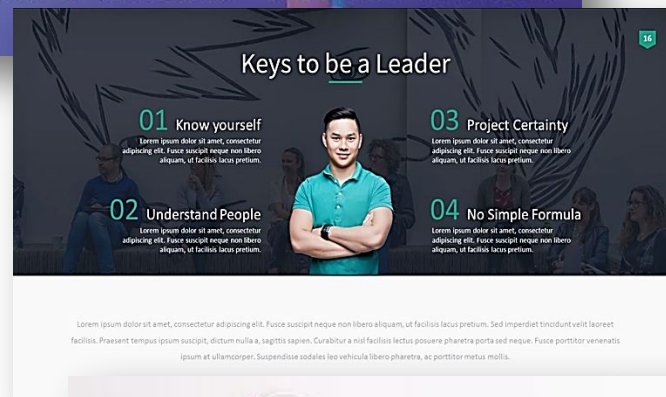 16
Keys to be a Leader
01 Know yourself
Lorem ipsum dolor sit amet, consectetur
adipiscing elit. Fusce suscipit neque non libero
aliquam, ut facilisis lacus pretium.
02 Understand People
Lorem ipsum dolor sit amet, consectetur
adipiscing elit. Fusce suscipit neque non libero
aliquam, ut facilisis lacus pretium.
03 Project Certainty
Lorem ipsum dolor sit amet, consectetur
adipiscing elit. Fusce suscipit neque non libero
aliquam, ut facilisis lacus pretium.
04 No Simple Formula
Lorem ipsum dolor sit amet, consectetur
adipiscing elit. Fusce suscipit neque non libero
aliquam, ut facilisis lacus pretium.
Lorem ipsum dolor sit amet, consectetur adipiscing elit. Fusce suscipit neque non libero aliquam, ut facilisis lacus pretium. Sed imperdiet tincidunt velit laoreet
facilisis. Praesent tempus ipsum suscipit, dictum nulla a, sagittis sapien. Curabitur a nisl facilisis lectus posuere pharetra porta sed neque. Fusce porttitor venenatis
ipsum at ullamcorper. Suspendisse sodales leo vehicula libero pharetra, ac porttitor metus mollis.